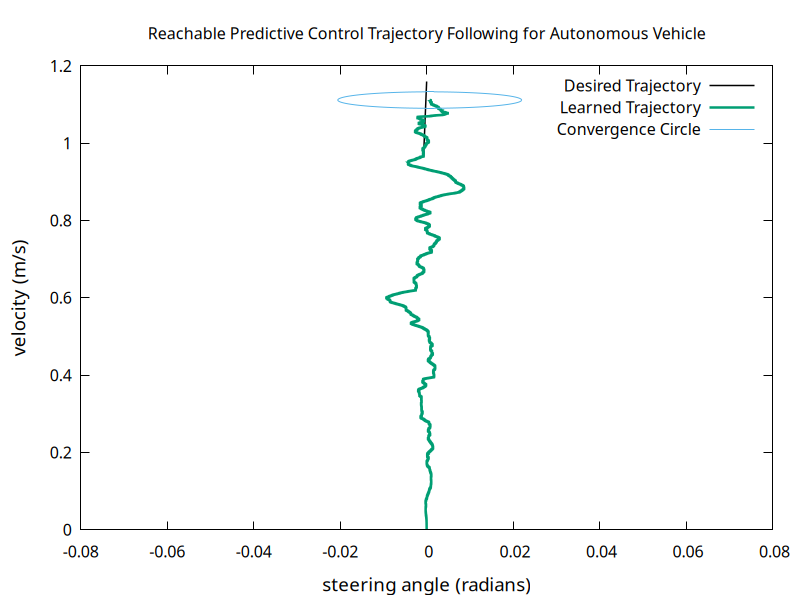 Reachable Predictive Control Trajectory Following for Autonomous Vehicle
1.2
1
0.8
0.6
0.4
0.2
0
velocity (m/s)
Desired Trajectory
Learned Trajectory
Convergence Circle
-0.08 -0.06 -0.04 -0.02 0 0.02 0.04 0.06 0.08
steering angle (radians)